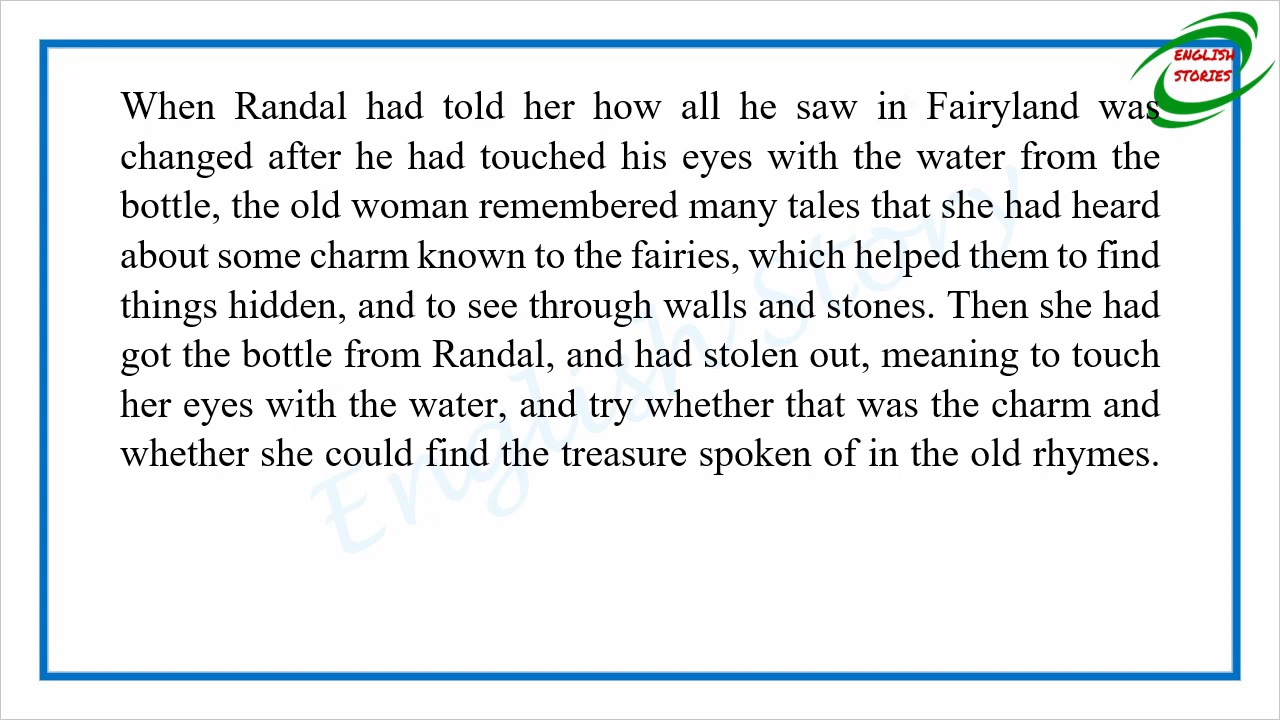 ENGLISH
STORIES
When Randal had told her how all he saw in Fairyland was
changed after he had touched his eyes with the water from the
bottle, the old woman remembered many tales that she had heard
about some charm known to the fairies, which helped them to find
things hidden, and to see through walls and stones. Then she had
got the bottle from Randal, and had stolen out, meaning to touch
her eyes with the water, and try whether that was the charm and
whether she could find the treasure spoken of in the old rhymes.
English Story